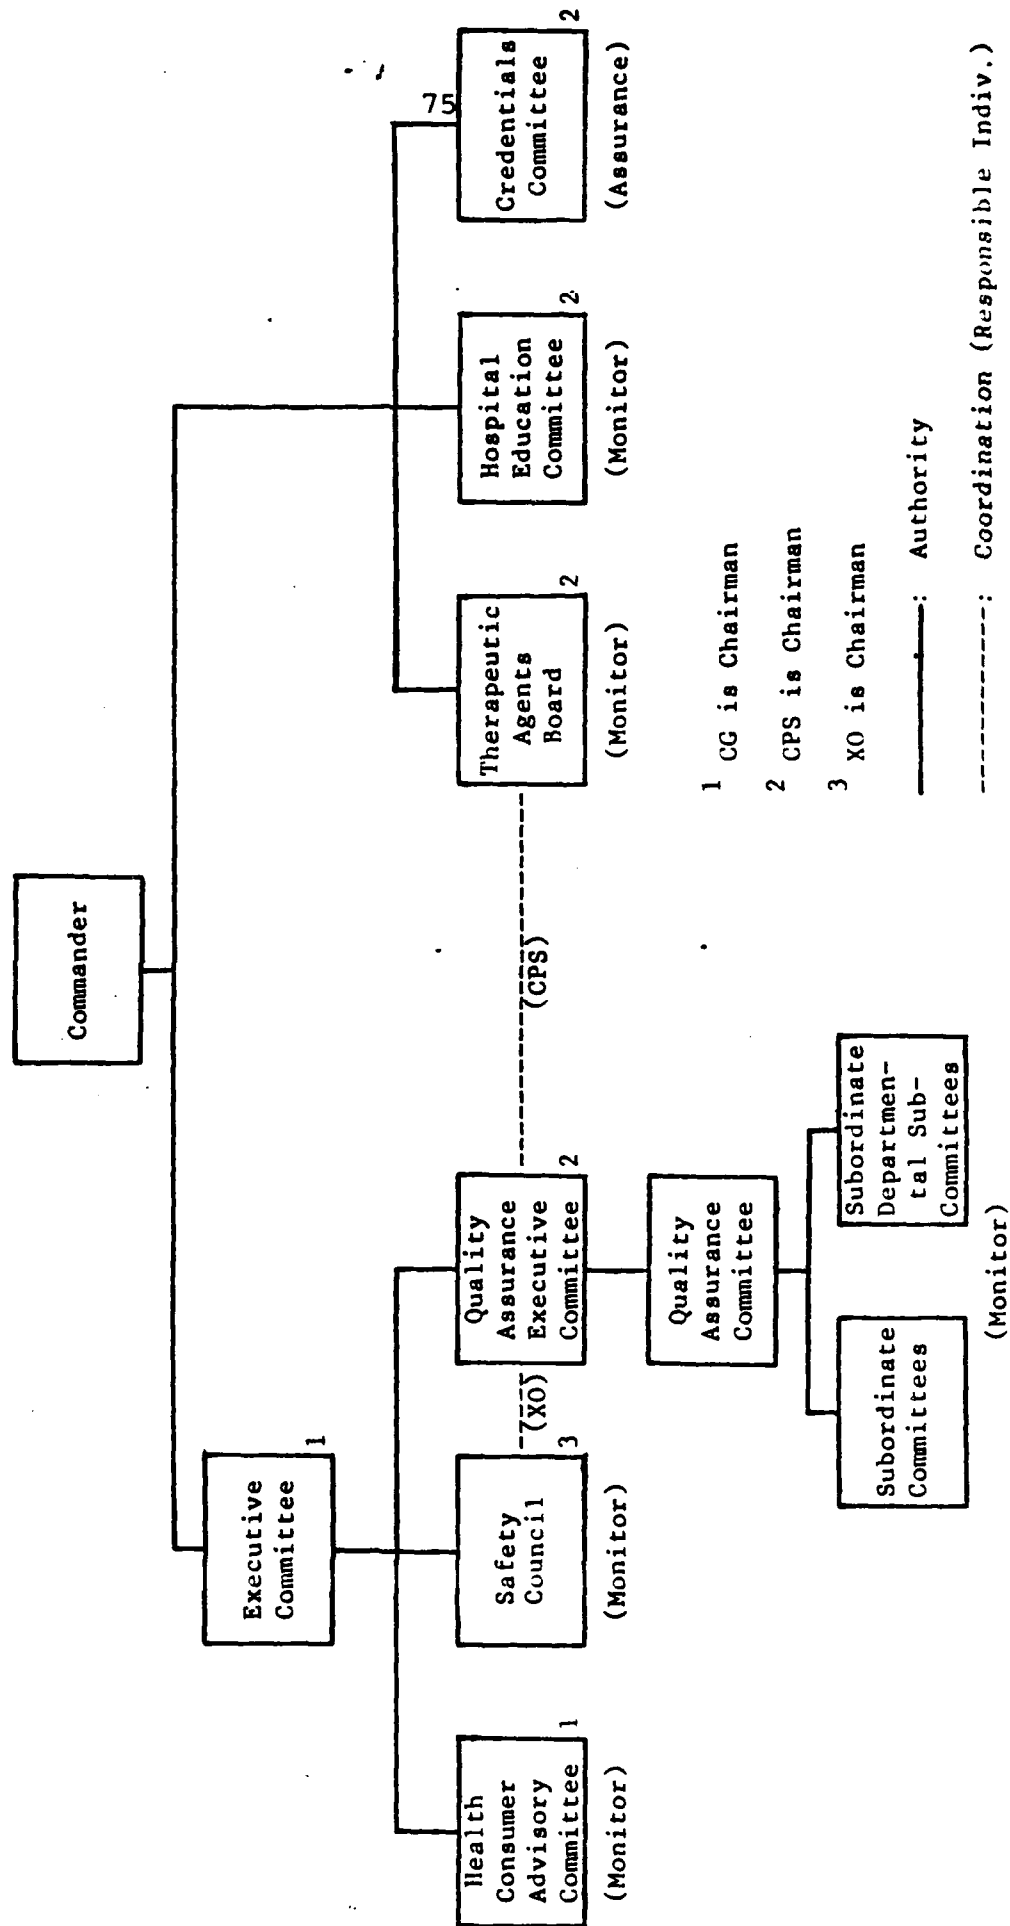 Commander
Executive
Committee
1
Health
Consumer
Advisory
Committee
1
(Monitor)
Safety
Council
3
(Monitor)
(XO)
Quality
Assurance
Executive
Committee
2
(CPS)
Therapeutic
Agents
Board
2
(Monitor)
Hospital
Education
Committee
2
(Monitor)
75
Credentials
Committee
2
(Assurance)
Quality
Assurance
Committee
Subordinate
Committees
Subordinate
Departmen-
tal Sub-
Committees
(Monitor)
1 CG is Chairman
2 CPS is Chairman
3 XO is Chairman
: Authority
----------: Coordination (Responsible Indiv.)